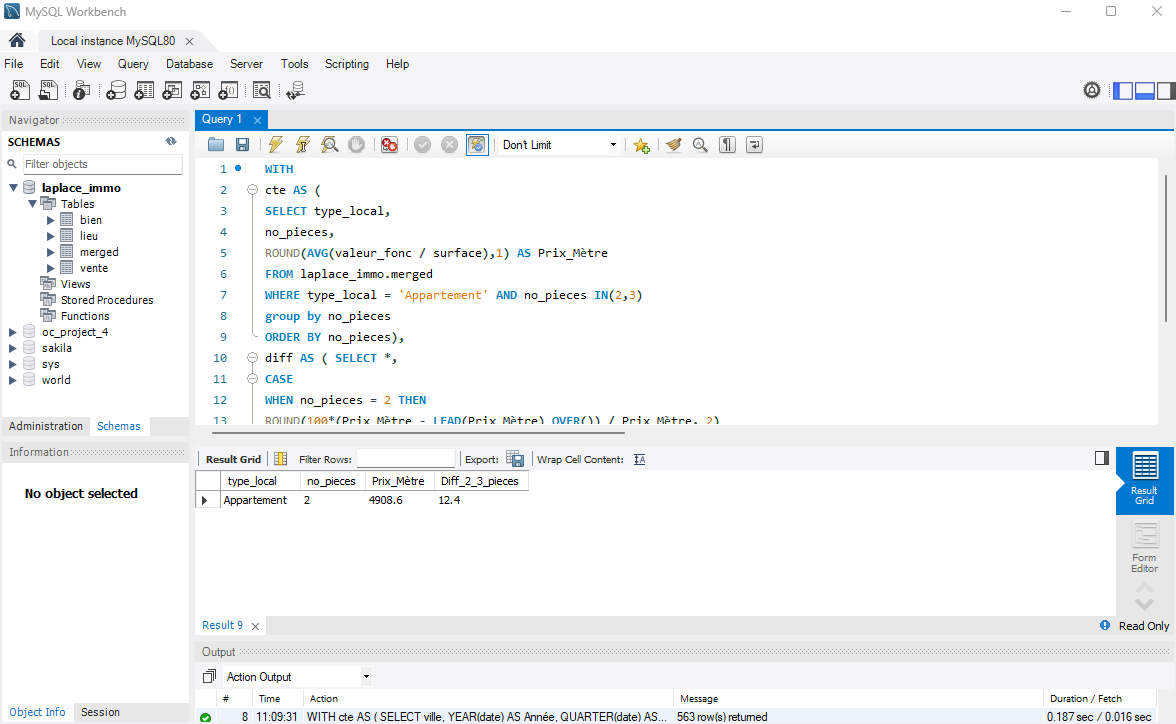 MySQL Workbench
Local instance MySQL80
File Edit View Query Database Server Tools Scripting Help
Navigator
SCHEMAS
Filter objects
laplace_immo
Tables
bien
lieu
merged
vente
Views
Stored Procedures
Functions
oc_project_4
sakila
sys
world
Administration Schemas
Information
No object selected
Object Info Session
Query 1
Don't Limit
1 WITH
2 cte AS (
3 SELECT type_local,
4 no_pieces,
5 ROUND(AVG(valeur_fonc / surface),1) AS Prix_Mètre
6 FROM laplace_immo.merged
7 WHERE type_local = 'Appartement' AND no_pieces IN(2,3)
8 group by no_pieces
9 ORDER BY no_pieces),
10 diff AS ( SELECT *,
11 CASE
12 WHEN no_pieces = 2 THEN
13 ROUND(100*(Prix_Mètre - LEAD(Prix_Mètre) OVER()) / Prix_Mètre, 2)
Result Grid Filter Rows: Export: Wrap Cell Content:
type_local no_pieces Prix_Mètre Diff_2_3_pieces
Appartement 2 4908.6 12.4
Result Grid
Form Editor
Result 9
Read Only
Output
Action Output
# Time Action Message Duration / Fetch
8 11:09:31 WITH cte AS ( SELECT ville, YEAR(date) AS Année, QUARTER(date) AS... 563 row(s) returned 0.187 sec / 0.016 sec